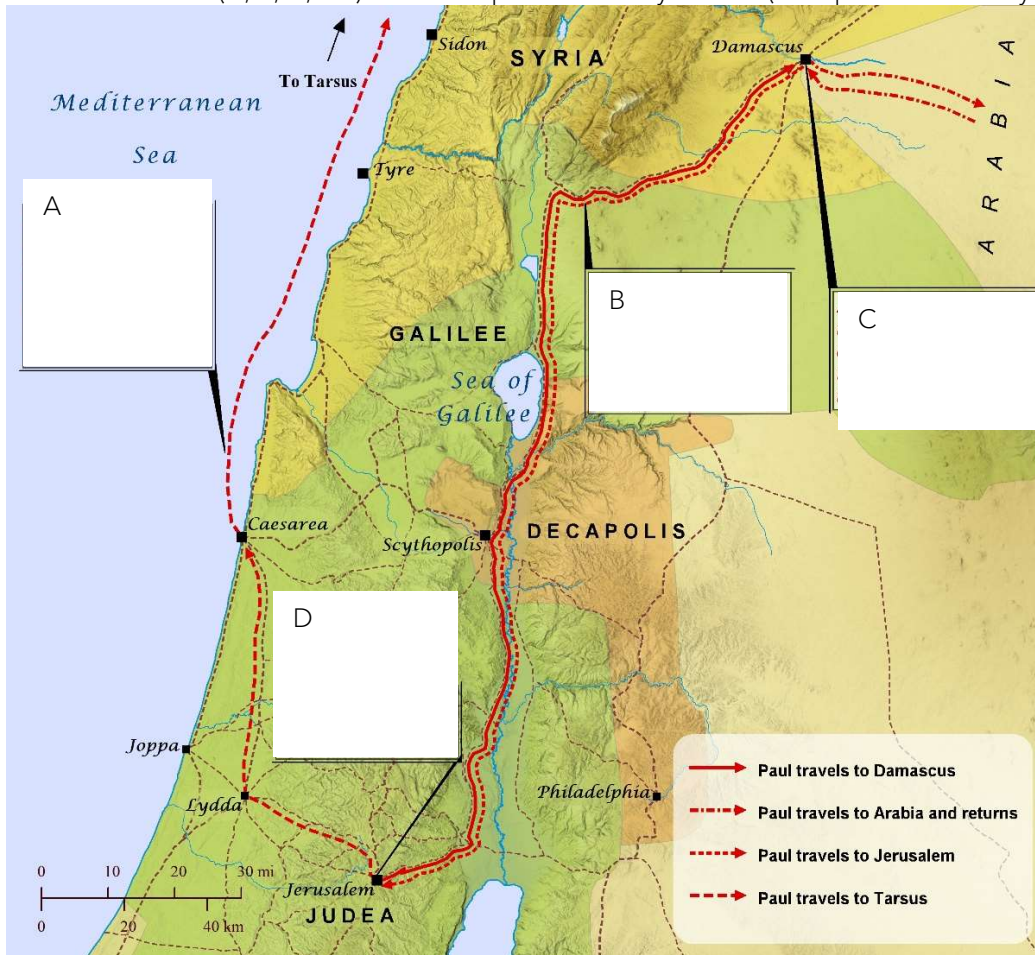 To Tarsus
Sidon
SYRIA
Damascus
ARABIA
Mediterranean
Sea
Tyre
A
B
C
GALILEE
Sea of
Galilee
Caesarea
Scythopolis
DECAPOLIS
D
Joppa
Lydda
Philadelphia
Jerusalem
JUDEA
0 10 20 30 mi
0 20 40 km
Paul travels to Damascus
Paul travels to Arabia and returns
Paul travels to Jerusalem
Paul travels to Tarsus